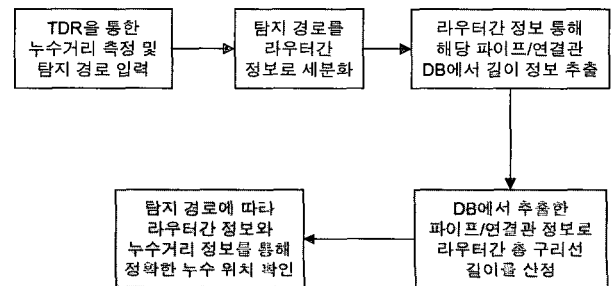 TDR을 통한
누수거리 측정 및
탐지 경로 입력
탐지 경로를
라우터간
정보로 세분화
라우터간 정보 통해
해당 파이프/연결관
DB에서 길이 정보 추출
DB에서 추출한
파이프/연결관 정보로
라우터간 총 구리선
길이를 산정
탐지 경로에 따라
라우터간 정보와
누수거리 정보를 통해
정확한 누수 위치 확인